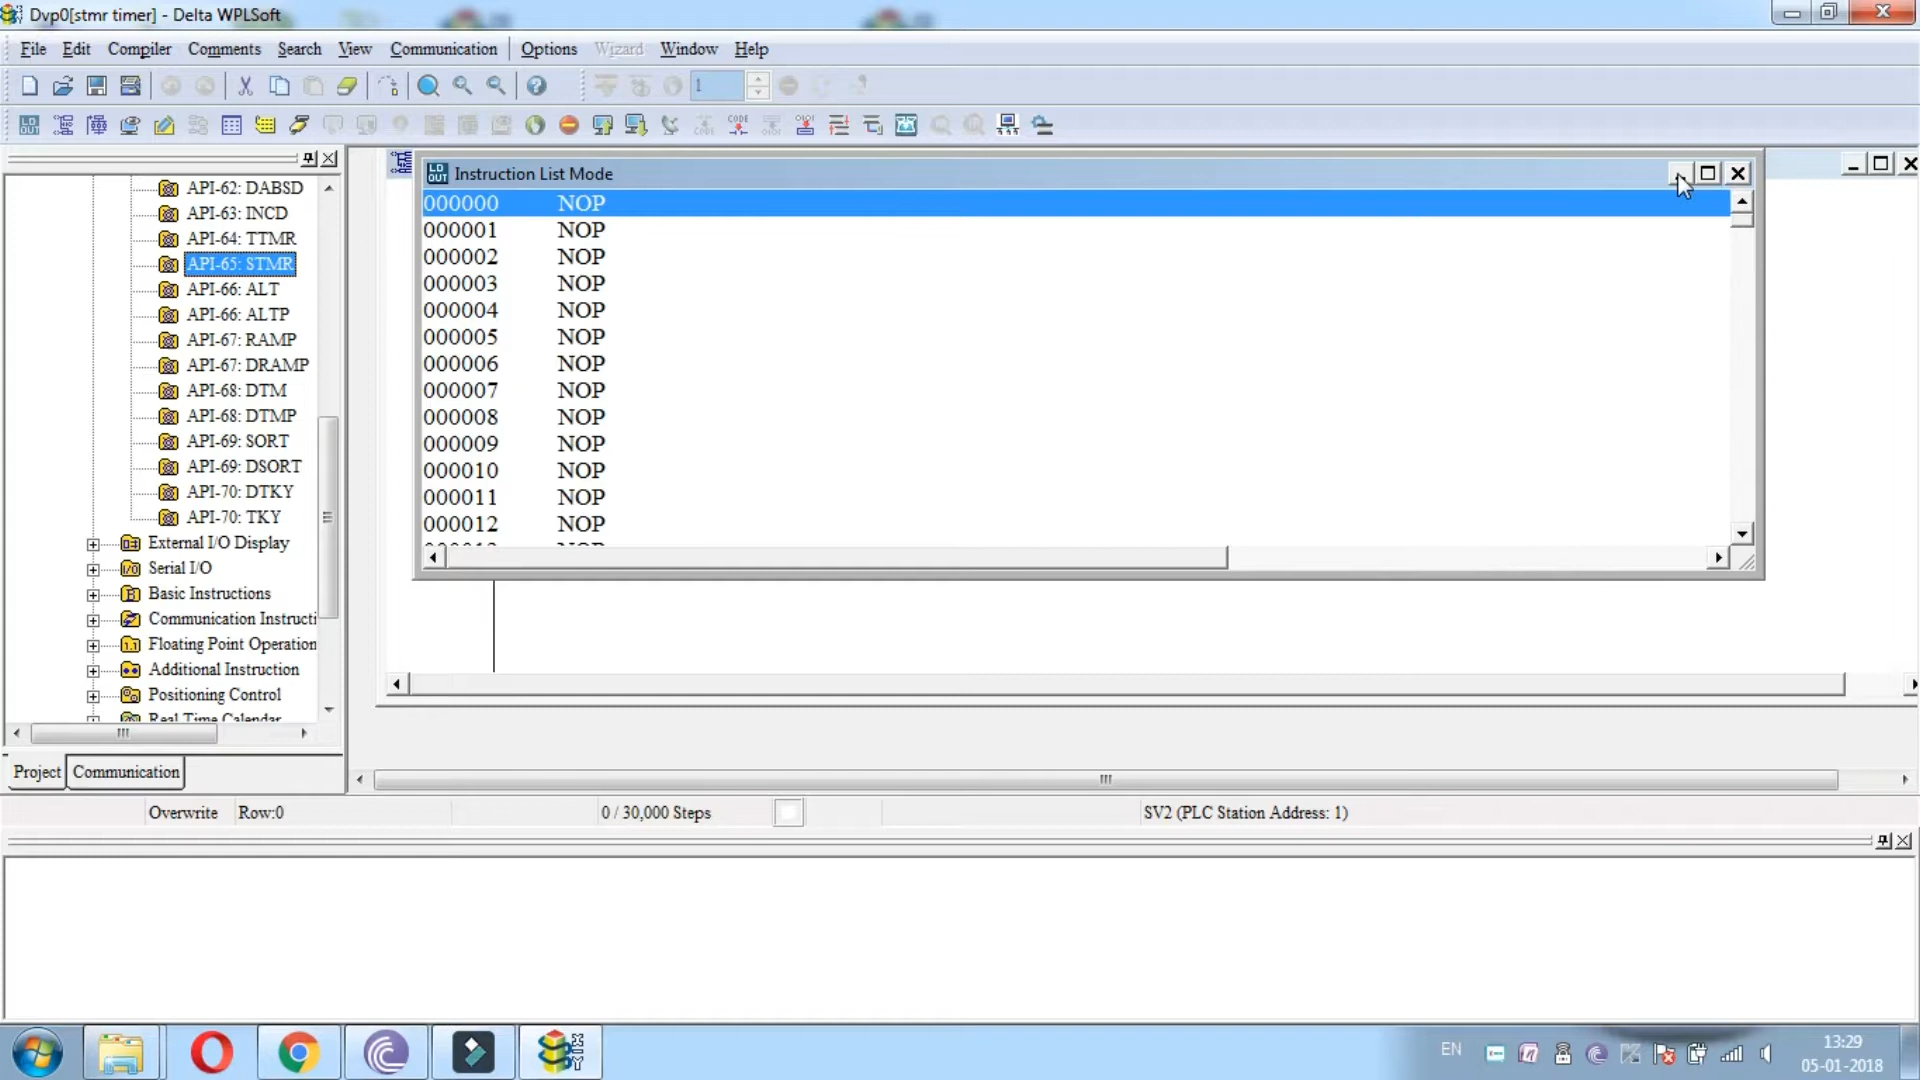 Dvp0[stmr timer] - Delta WPLSoft
File Edit Compiler Comments Search View Communication Options Wizard Window Help
1
Instruction List Mode
API-62: DABSD
API-63: INCD
API-64: TTMR
API-65: STMR
API-66: ALT
API-66: ALTP
API-67: RAMP
API-67: DRAMP
API-68: DTM
API-68: DTMP
API-69: SORT
API-69: DSORT
API-70: DTKY
API-70: TKY
External I/O Display
Serial I/O
Basic Instructions
Communication Instructi
Floating Point Operation
Additional Instruction
Positioning Control
Real Time Calendar
000000 NOP
000001 NOP
000002 NOP
000003 NOP
000004 NOP
000005 NOP
000006 NOP
000007 NOP
000008 NOP
000009 NOP
000010 NOP
000011 NOP
000012 NOP
Project Communication
Overwrite Row:0 0 / 30,000 Steps SV2 (PLC Station Address: 1)
EN
13:29
05-01-2018